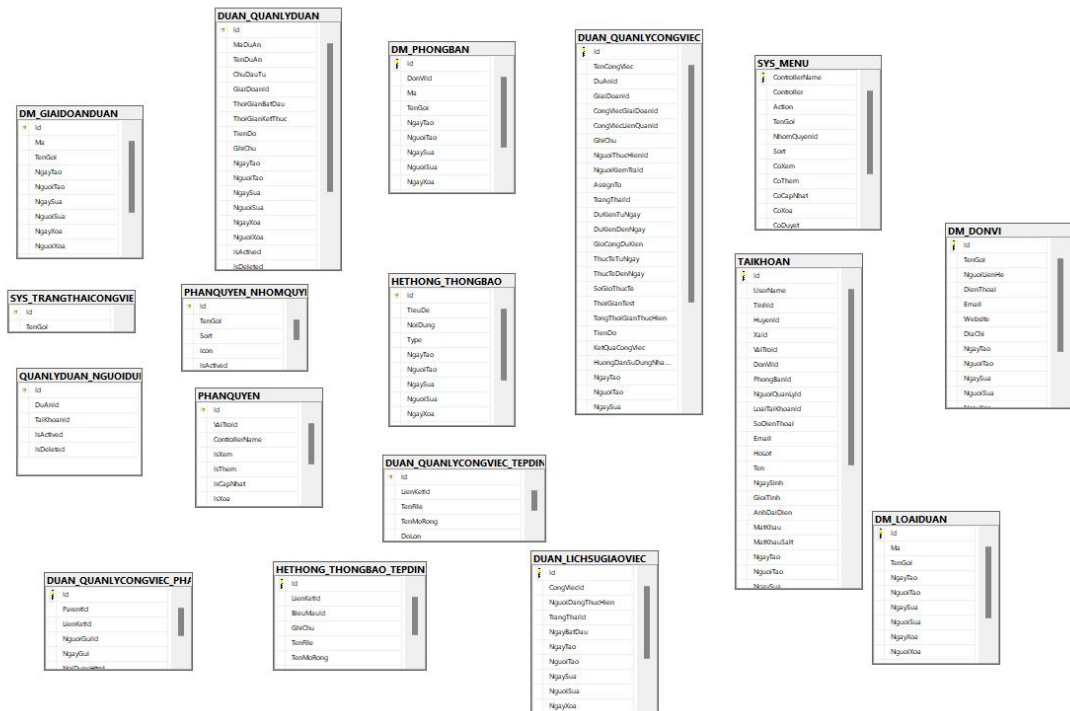 DUAN_QUANLYDUAN
Id
MaDuAn
TenDuAn
ChuDauTu
GiaiDoanId
ThoiGianBatDau
ThoiGianKetThuc
TienDo
GhiChu
NgayTao
NguoiTao
NgaySua
NguoiSua
NgayXoa
NguoiXoa
IsActived
IsDeleted
DM_PHONGBAN
Id
DonViId
Ma
TenGoi
NgayTao
NguoiTao
NgaySua
NguoiSua
NgayXoa
DUAN_QUANLYCONGVIEC
Id
TenCongViec
DuAnId
GiaiDoanId
CongViecGiaiDoanId
CongViecLienQuanId
GhiChu
NguoiThucHienId
NguoiKiemTraId
AssignTo
TrangThaiId
DuKienTuNgay
DuKienDenNgay
GioCongDuKien
ThucTeTuNgay
ThucTeDenNgay
SoGioThucTe
ThoiGianTest
TongThoiGianThucHien
TienDo
KetQuaCongViec
HuongDanSuDungNha...
NgayTao
NguoiTao
NgaySua
SYS_MENU
ControllerName
Controller
Action
TenGoi
NhomQuyenId
Sort
CoXem
CoThem
CoCapNhat
CoXoa
CoDuyet
DM_GIAIDOANDUAN
Id
Ma
TenGoi
NgayTao
NguoiTao
NgaySua
NguoiSua
NgayXoa
NguoiXoa
DM_DONVI
Id
TenGoi
NguoiLienHe
DienThoai
Email
Website
DiaChi
NgayTao
NguoiTao
NgaySua
NguoiSua
NgayXoa
TAIKHOAN
Id
UserName
TinhId
HuyenId
XaId
VaiTroId
DonViId
PhongBanId
NguoiQuanLyId
LoaiTaiKhoanId
SoDienThoai
Email
HoLot
Ten
NgaySinh
GioiTinh
AnhDaiDien
MatKhau
MatKhauSalt
NgayTao
NguoiTao
NgaySua
HETHONG_THONGBAO
Id
TieuDe
NoiDung
Type
NgayTao
NguoiTao
NgaySua
NguoiSua
NgayXoa
SYS_TRANGTHAICONGVIE
Id
TenGoi
PHANQUYEN_NHOMQUYI
Id
TenGoi
Sort
Icon
IsActived
QUANLYDUAN_NGUOIDUI
Id
DuAnId
TaiKhoanId
IsActived
IsDeleted
PHANQUYEN
Id
VaiTroId
ControllerName
IsXem
IsThem
IsCapNhat
IsXoa
DUAN_QUANLYCONGVIEC_TEPDIN
Id
LienKetId
TenFile
TenMoRong
DoLon
DM_LOAIDUAN
Id
Ma
TenGoi
NgayTao
NguoiTao
NgaySua
NguoiSua
NgayXoa
NguoiXoa
DUAN_QUANLYCONGVIEC_PHA
Id
ParentId
LienKetId
NguoiGuiId
NgayGui
NoiDungHtml
HETHONG_THONGBAO_TEPDIN
Id
LienKetId
BieuMauId
GhiChu
TenFile
TenMoRong
DUAN_LICHSUGIAOVIEC
Id
CongViecId
NguoiDangThucHien
TrangThaiId
NgayBatDau
NgayTao
NguoiTao
NgaySua
NguoiSua
NgayXoa